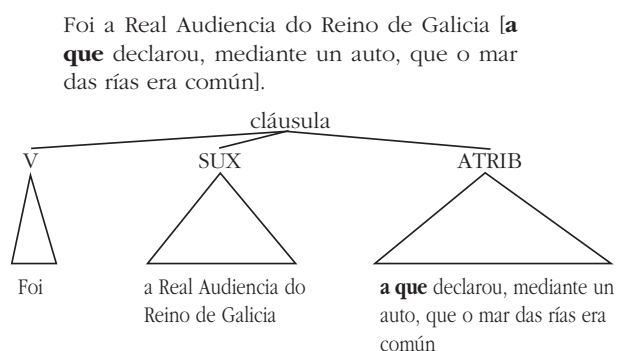 Foi a Real Audiencia do Reino de Galicia [a
que declarou, mediante un auto, que o mar
das rías era común].
cláusula
V SUX ATRIB
Foi
a Real Audiencia do
Reino de Galicia
a que declarou, mediante un
auto, que o mar das rías era
común